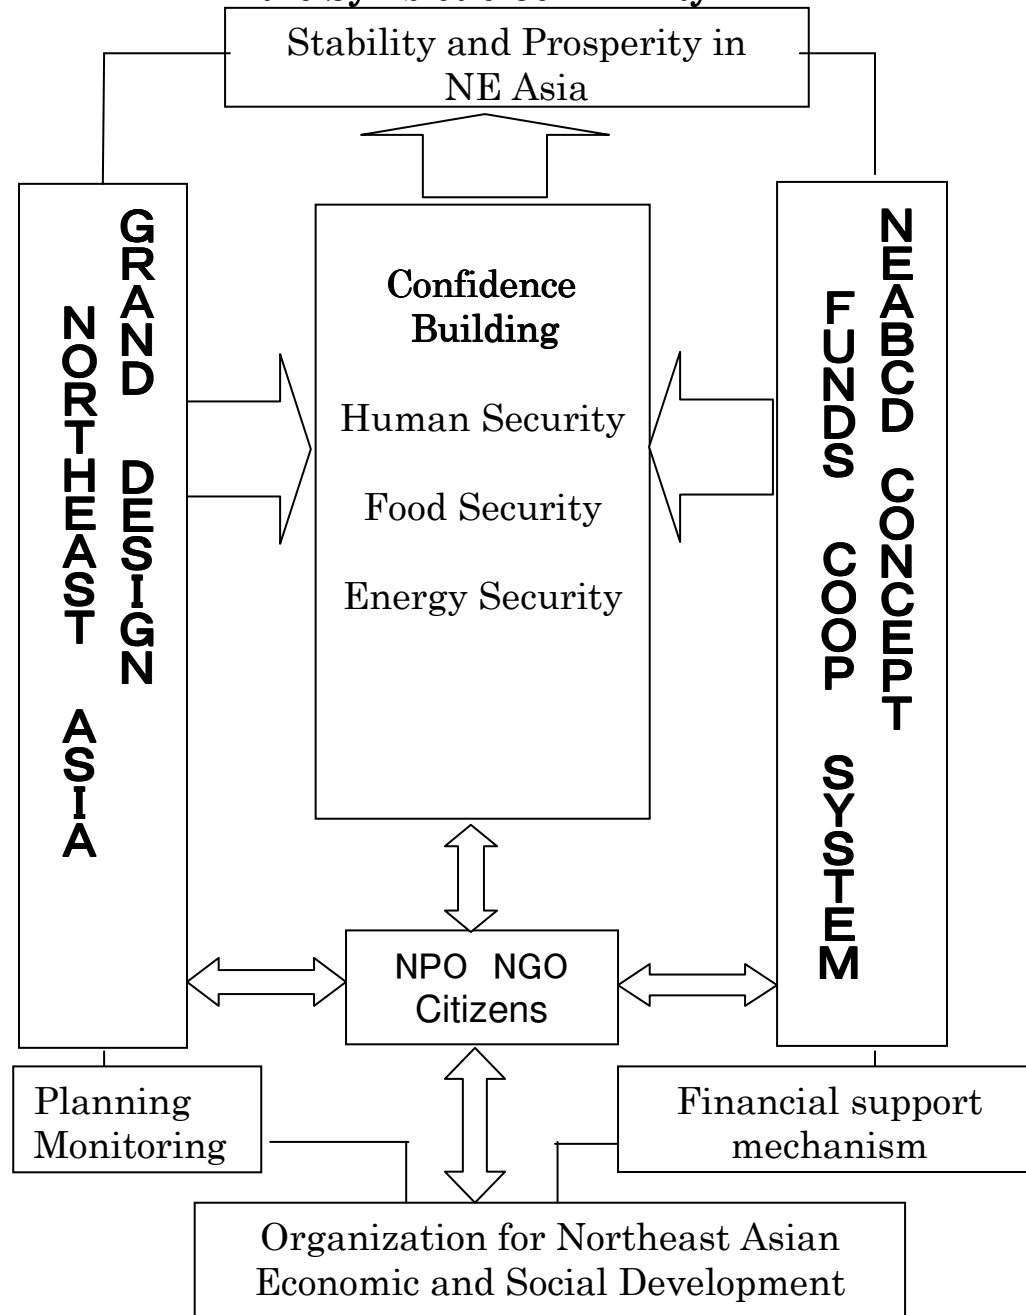 Stability and Prosperity in
NE Asia
GRAND DESIGN
NORTHEAST ASIA
Confidence
Building
Human Security
Food Security
Energy Security
NEABCD CONCEPT
FUNDS COOP SYSTEM
NPO NGO
Citizens
Planning
Monitoring
Financial support
mechanism
Organization for Northeast Asian
Economic and Social Development